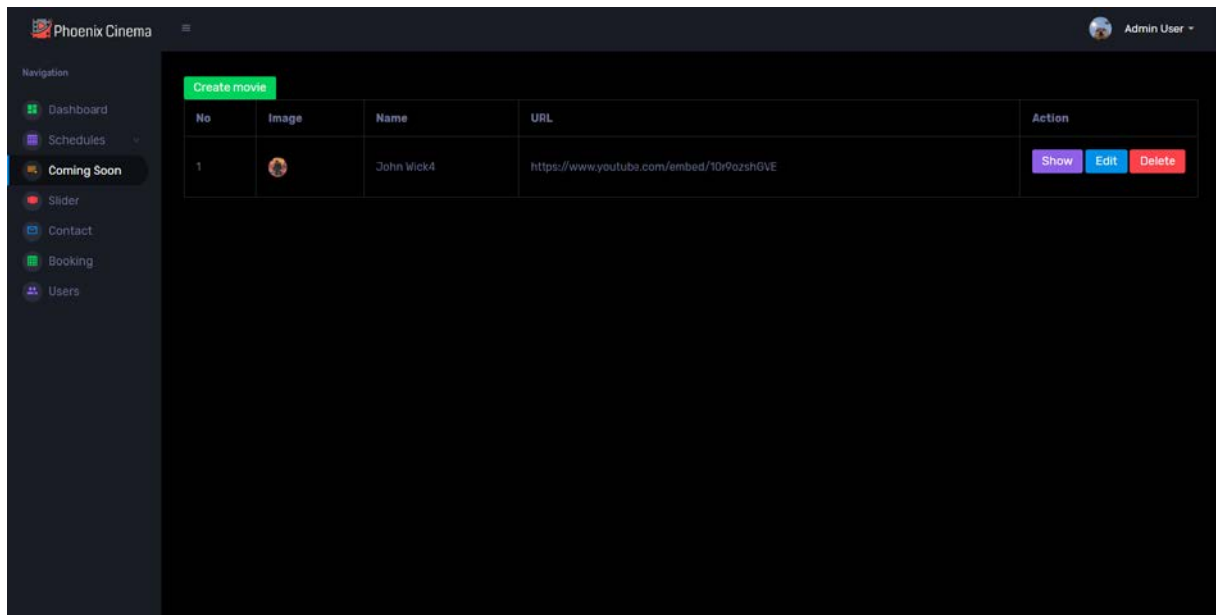 Phoenix Cinema
Admin User
Navigation
Dashboard
Schedules
Coming Soon
Slider
Contact
Booking
Users
Create movie
No Image Name URL Action
1 John Wick4 https://www.youtube.com/embed/10r9ozshGVE Show Edit Delete